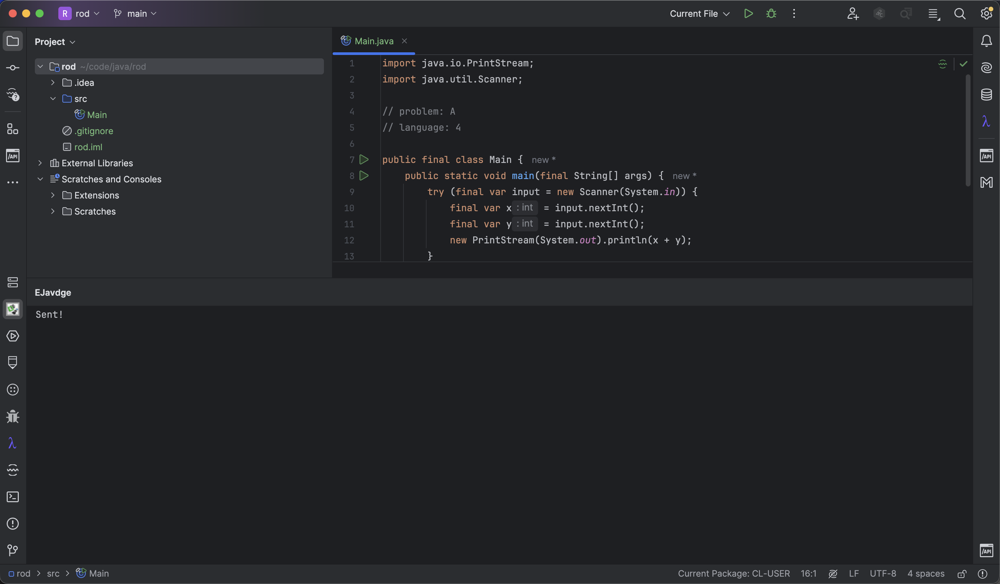 R rod main Current File
Project
rod ~/code/java/rod
.idea
src
Main
.gitignore
rod.iml
External Libraries
Scratches and Consoles
Extensions
Scratches
/API
Main.java
1 import java.io.PrintStream;
2 import java.util.Scanner;
3
4 // problem: A
5 // language: 4
6
7 public final class Main { new *
8 public static void main(final String[] args) { new *
9 try (final var input = new Scanner(System.in)) {
10 final var x : int = input.nextInt();
11 final var y : int = input.nextInt();
12 new PrintStream(System.out).println(x + y);
13 }
/API
EJavdge
Sent!
/API
rod > src > Main
Current Package: CL-USER 16:1 LF UTF-8 4 spaces